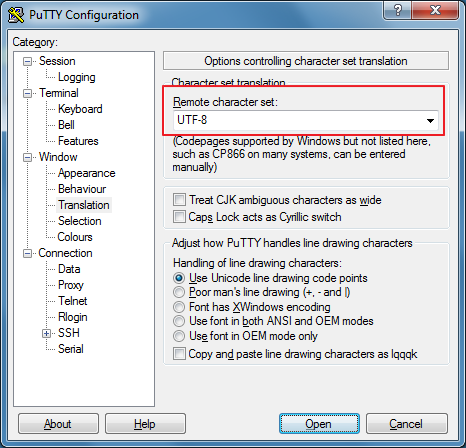 PuTTY Configuration
Category:
Session
Logging
Terminal
Keyboard
Bell
Features
Window
Appearance
Behaviour
Translation
Selection
Colours
Connection
Data
Proxy
Telnet
Rlogin
SSH
Serial
Options controlling character set translation
Character set translation
Remote character set:
UTF-8
(Codepages supported by Windows but not listed here,
such as CP866 on many systems, can be entered
manually)
Treat CJK ambiguous characters as wide
Caps Lock acts as Cyrillic switch
Adjust how PuTTY handles line drawing characters
Handling of line drawing characters:
Use Unicode line drawing code points
Poor man's line drawing (+, - and |)
Font has XWindows encoding
Use font in both ANSI and OEM modes
Use font in OEM mode only
Copy and paste line drawing characters as lqqqk
About
Help
Open
Cancel